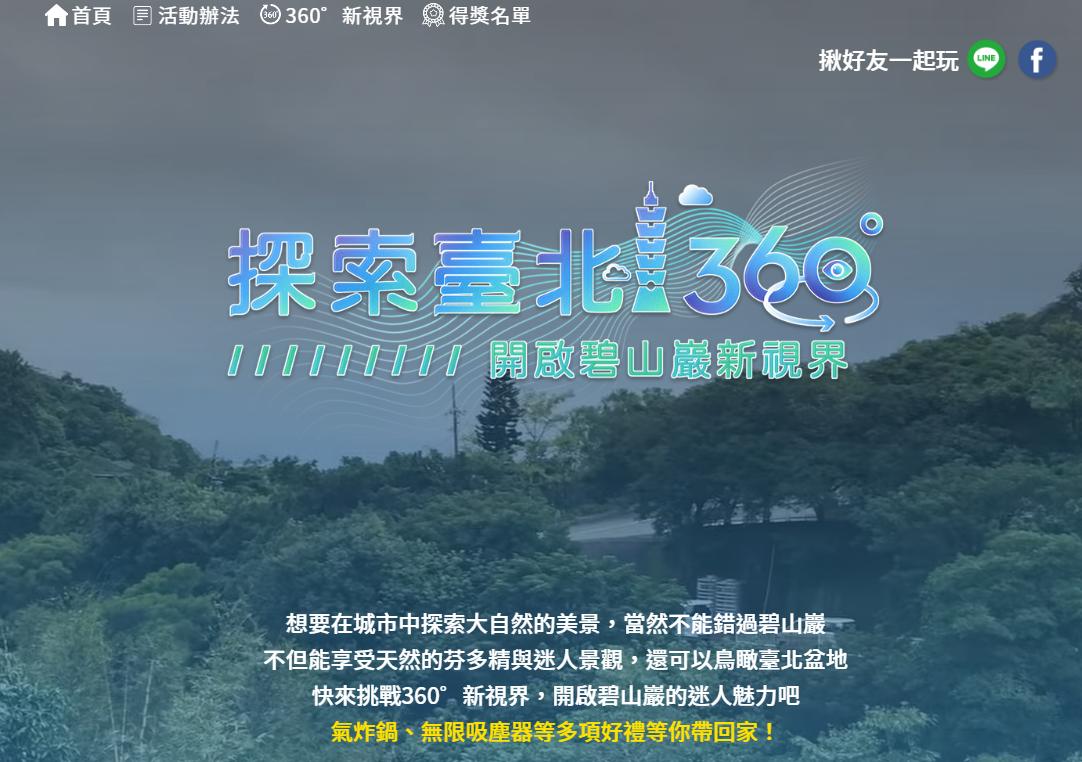 首頁 活動辦法 360° 新視界 得獎名單
揪好友一起玩 LINE f
探索臺北360°
開啟碧山巖新視界
想要在城市中探索大自然的美景，當然不能錯過碧山巖
不但能享受天然的芬多精與迷人景觀，還可以鳥瞰臺北盆地
快來挑戰360°新視界，開啟碧山巖的迷人魅力吧
氣炸鍋、無限吸塵器等多項好禮等你帶回家！